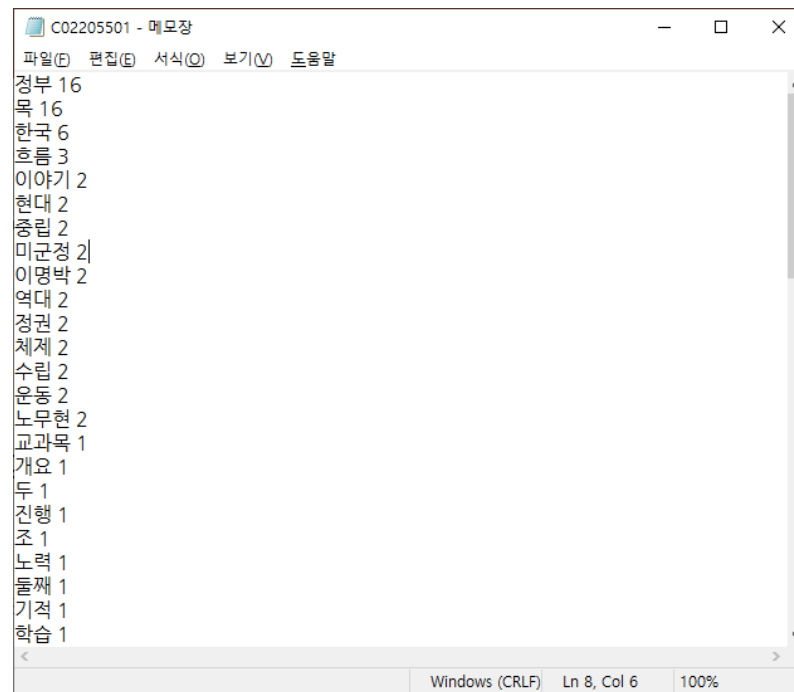 C02205501 - 메모장
파일(F) 편집(E) 서식(O) 보기(V) 도움말
정부 16
목 16
한국 6
흐름 3
이야기 2
현대 2
중립 2
미군정 2
이명박 2
역대 2
정권 2
체제 2
수립 2
운동 2
노무현 2
교과목 1
개요 1
두 1
진행 1
조 1
노력 1
둘째 1
기적 1
학습 1
Windows (CRLF) Ln 8, Col 6 100%